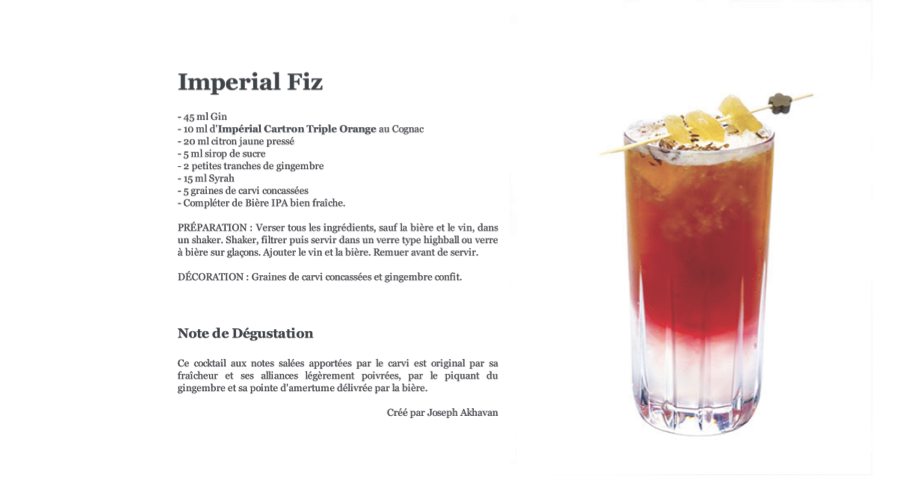 Imperial Fiz
- 45 ml Gin
- 10 ml d'Impérial Cartron Triple Orange au Cognac
- 20 ml citron jaune pressé
- 5 ml sirop de sucre
- 2 petites tranches de gingembre
- 15 ml Syrah
- 5 graines de carvi concassées
- Compléter de Bière IPA bien fraîche.
PRÉPARATION : Verser tous les ingrédients, sauf la bière et le vin, dans
un shaker. Shaker, filtrer puis servir dans un verre type highball ou verre
à bière sur glaçons. Ajouter le vin et la bière. Remuer avant de servir.
DÉCORATION : Graines de carvi concassées et gingembre confit.
Note de Dégustation
Ce cocktail aux notes salées apportées par le carvi est original par sa
fraîcheur et ses alliances légèrement poivrées, par le piquant du
gingembre et sa pointe d'amertume délivrée par la bière.
Créé par Joseph Akhavan